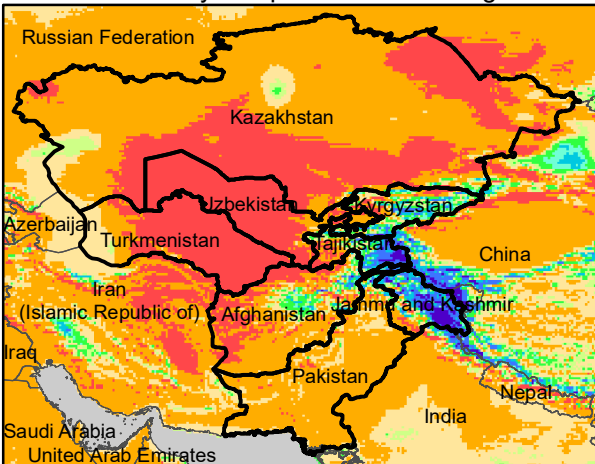 Russian Federation
Kazakhstan
Uzbekistan
Kyrgyzstan
Azerbaijan
Turkmenistan
Tajikistan
China
Iran
(Islamic Republic of)
Afghanistan
Jammu and Kashmir
Iraq
Pakistan
Nepal
India
Saudi Arabia
United Arab Emirates